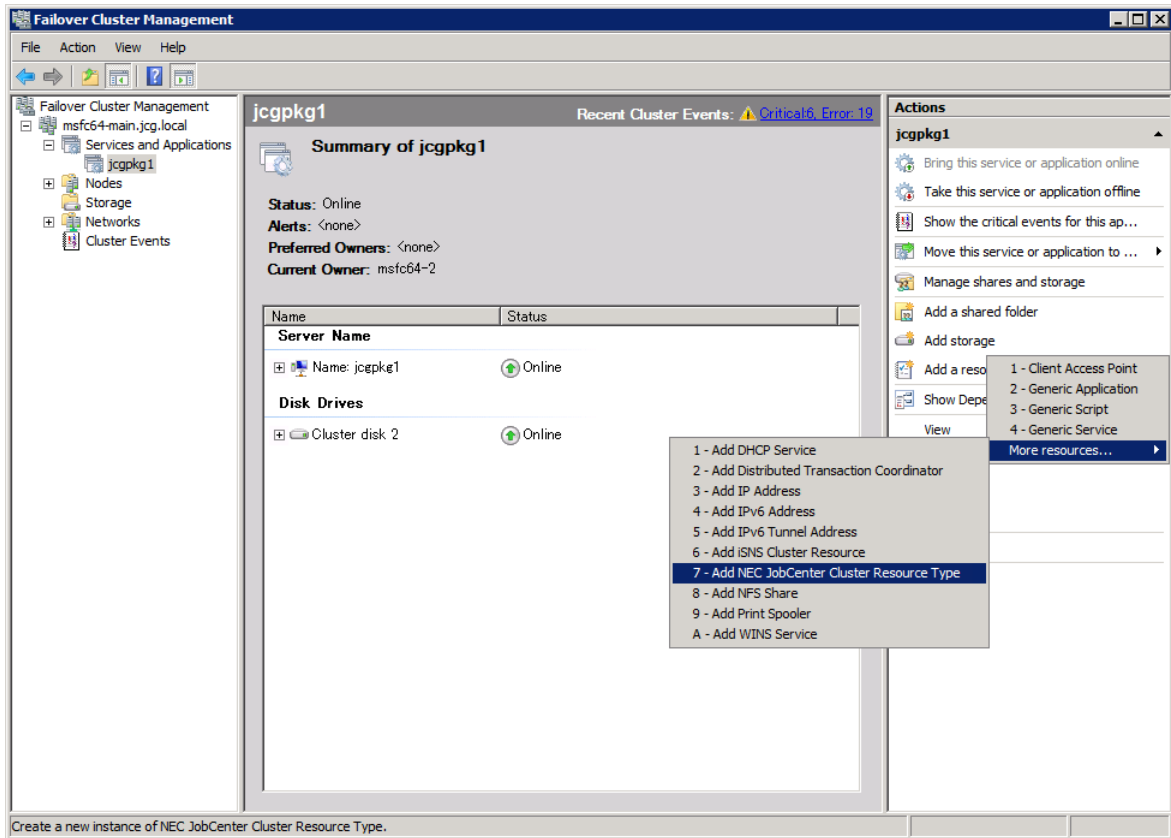 Failover Cluster Management
File Action View Help
Failover Cluster Management
msfc64-main.jcg.local
Services and Applications
jcgpkg1
Nodes
Storage
Networks
Cluster Events
jcgpkg1
Recent Cluster Events: Critical:6, Error: 19
Summary of jcgpkg1
Status: Online
Alerts: <none>
Preferred Owners: <none>
Current Owner: msfc64-2
Name Status
Server Name
Name: jcgpkg1 Online
Disk Drives
Cluster disk 2 Online
Actions
jcgpkg1
Bring this service or application online
Take this service or application offline
Show the critical events for this ap...
Move this service or application to ...
Manage shares and storage
Add a shared folder
Add storage
Add a reso
Show Depe
View
1 - Client Access Point
2 - Generic Application
3 - Generic Script
4 - Generic Service
More resources...
1 - Add DHCP Service
2 - Add Distributed Transaction Coordinator
3 - Add IP Address
4 - Add IPv6 Address
5 - Add IPv6 Tunnel Address
6 - Add iSNS Cluster Resource
7 - Add NEC JobCenter Cluster Resource Type
8 - Add NFS Share
9 - Add Print Spooler
A - Add WINS Service
Create a new instance of NEC JobCenter Cluster Resource Type.